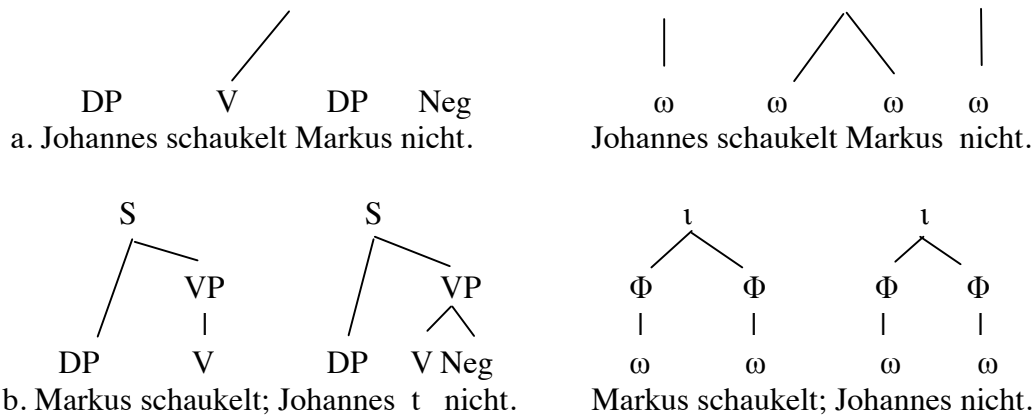 DP V DP Neg ω ω ω ω
a. Johannes schaukelt Markus nicht. Johannes schaukelt Markus nicht.
S S ι ι
VP VP Φ Φ Φ Φ
DP V DP V Neg ω ω ω ω
b. Markus schaukelt; Johannes t nicht. Markus schaukelt; Johannes nicht.